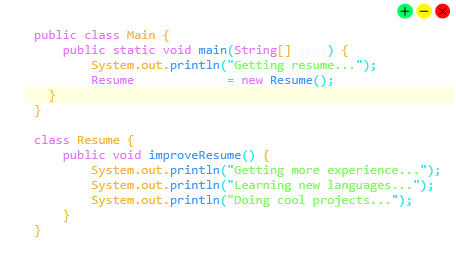 public class Main {
public static void main(String[] args) {
System.out.println("Getting resume...");
Resume = new Resume();
}
}
class Resume {
public void improveResume() {
System.out.println("Getting more experience...");
System.out.println("Learning new languages...");
System.out.println("Doing cool projects...");
}
}